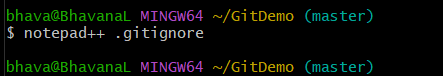 bhava@BhavanaL MINGW64 ~/GitDemo (master)
$ notepad++ .gitignore
bhava@BhavanaL MINGW64 ~/GitDemo (master)